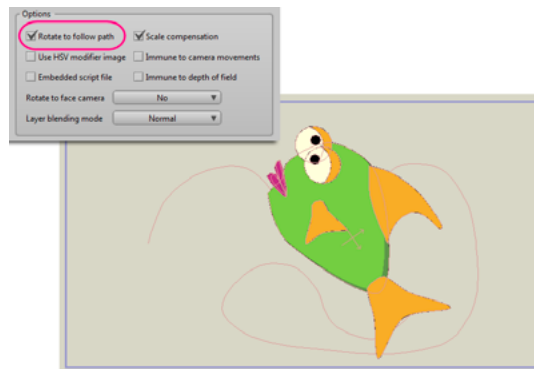 Options
Rotate to follow path Scale compensation
Use HSV modifier image Immune to camera movements
Embedded script file Immune to depth of field
Rotate to face camera No
Layer blending mode Normal